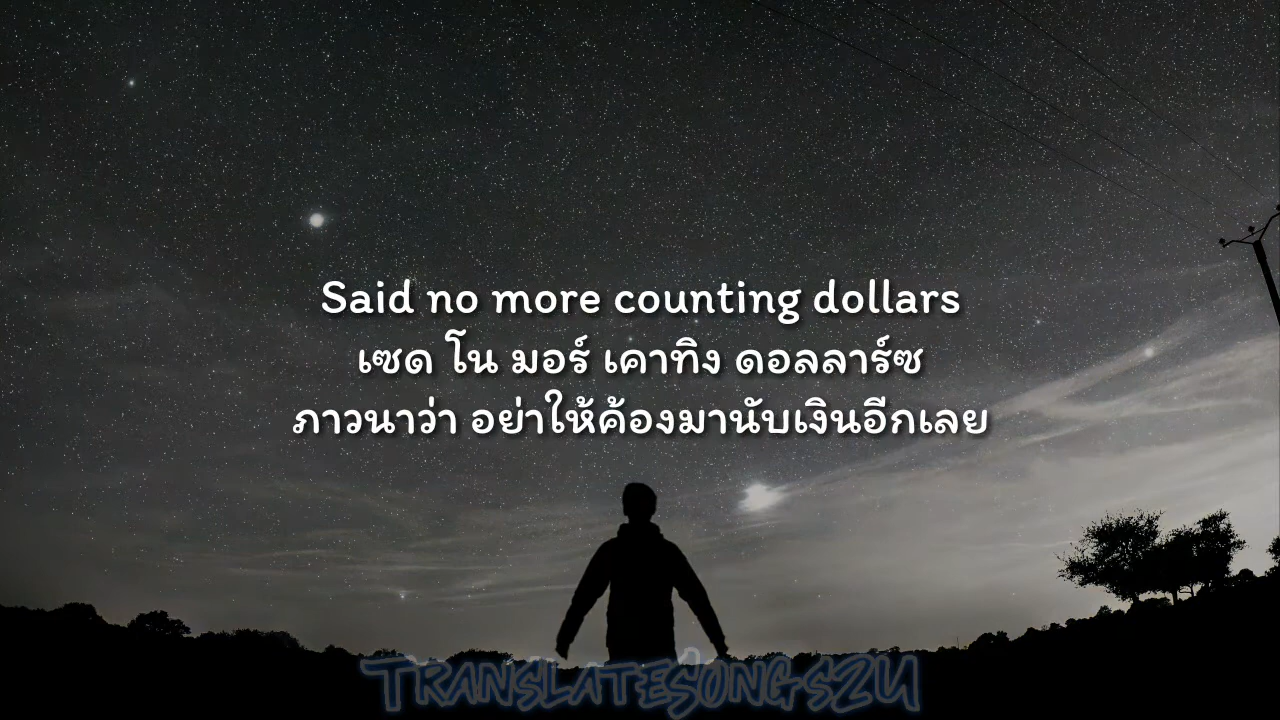 Said no more counting dollars
เซด โน มอร์ เคาทิง ดอลลาร์ซ
ภาวนาว่า อย่าให้ค้องมานับเงินอีกเลย
TRANSLATESONGS2U